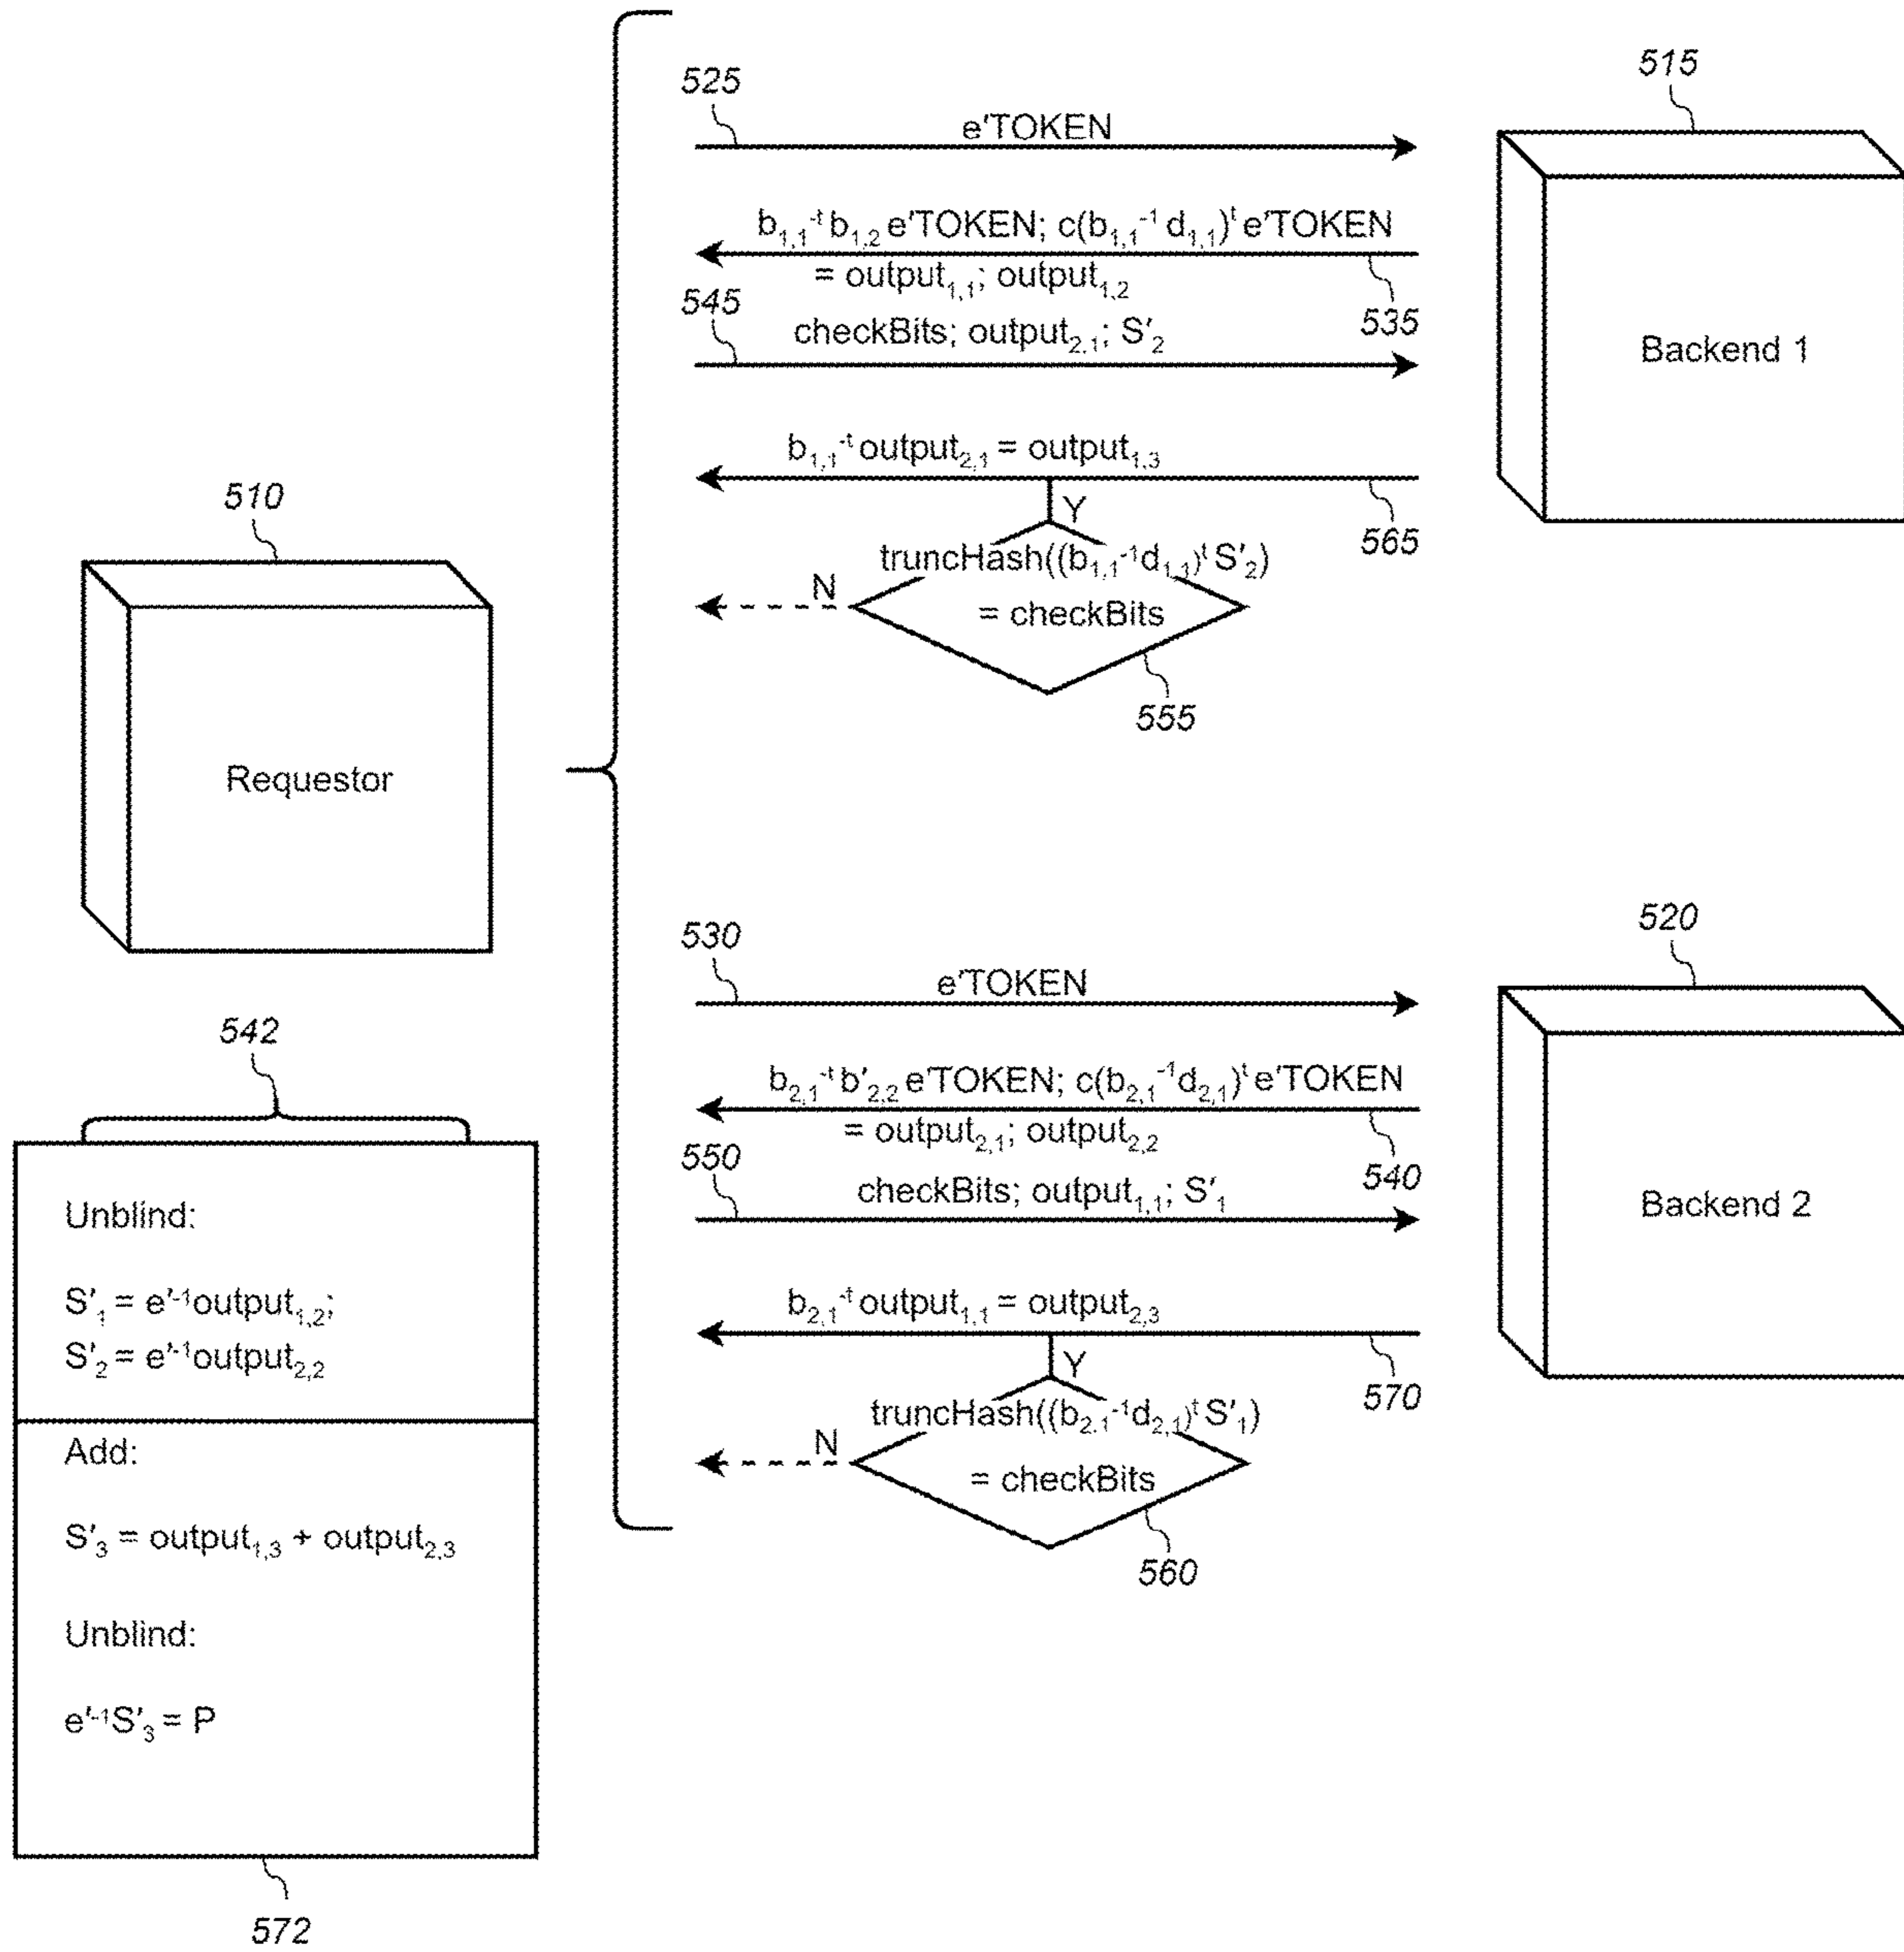 525
e'TOKEN
515
b₁,₁⁻ᵗ b₁,₂ e'TOKEN; c(b₁,₁⁻¹ d₁,₁)ᵗ e'TOKEN
= output₁,₁; output₁,₂
535
545
checkBits; output₂,₁; S'₂
Backend 1
b₁,₁⁻ᵗ output₂,₁ = output₁,₃
565
Y
truncHash((b₁,₁⁻¹d₁,₁)ᵗ S'₂)
= checkBits
N
555
510
Requestor
530
e'TOKEN
520
b₂,₁⁻ᵗ b'₂,₂ e'TOKEN; c(b₂,₁⁻¹d₂,₁)ᵗ e'TOKEN
= output₂,₁; output₂,₂
540
550
checkBits; output₁,₁; S'₁
Backend 2
b₂,₁⁻ᵗ output₁,₁ = output₂,₃
570
Y
truncHash((b₂,₁⁻¹d₂,₁)ᵗ S'₁)
= checkBits
N
560
542
Unblind:
S'₁ = e'⁻¹output₁,₂;
S'₂ = e'⁻¹output₂,₂
Add:
S'₃ = output₁,₃ + output₂,₃
Unblind:
e'⁻¹S'₃ = P
572